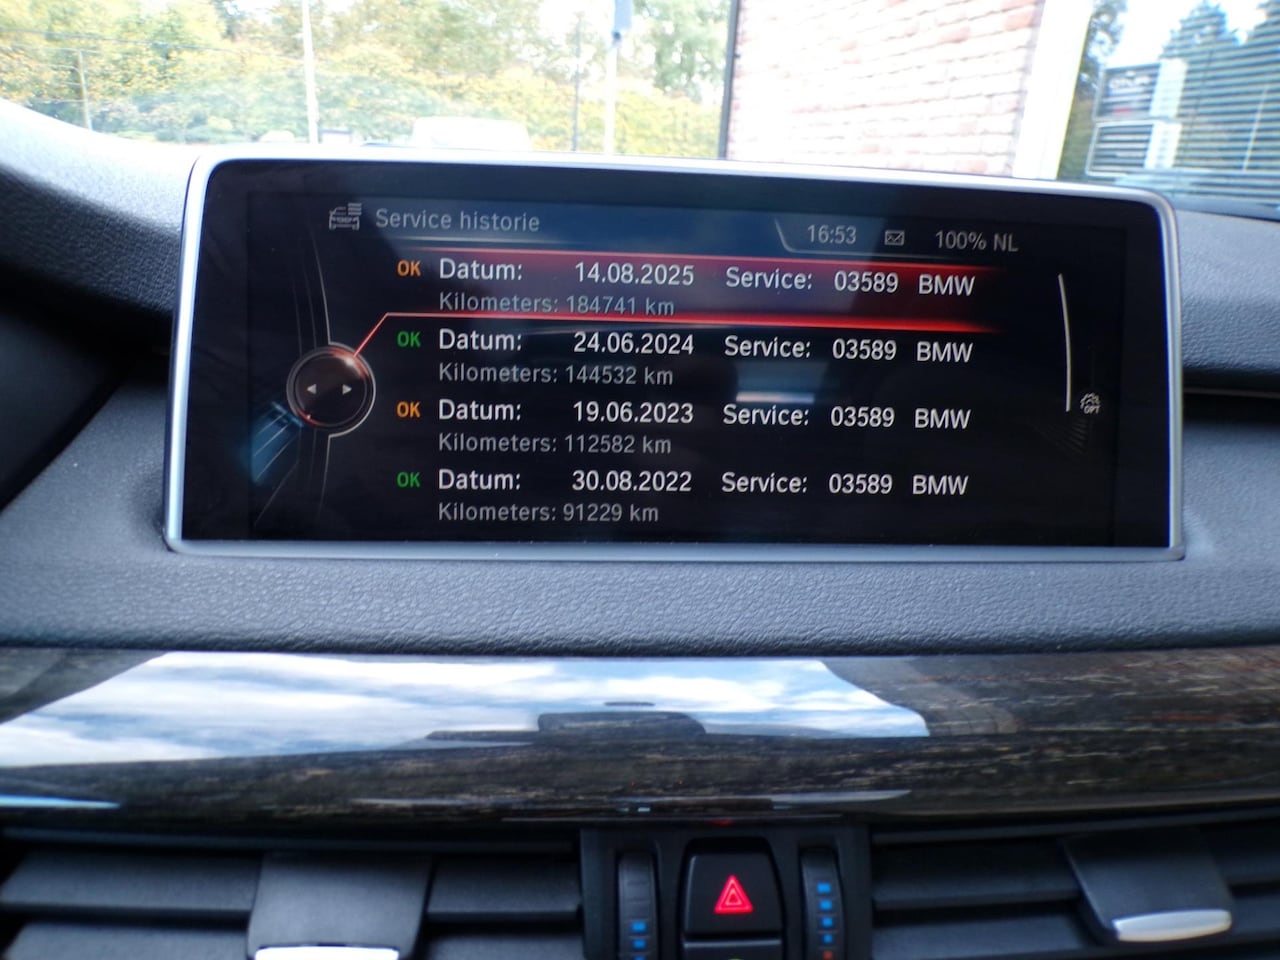 Service historie
16:53 100% NL
OK Datum: 14.08.2025 Service: 03589 BMW
Kilometers: 184741 km
OK Datum: 24.06.2024 Service: 03589 BMW
Kilometers: 144532 km
OK Datum: 19.06.2023 Service: 03589 BMW
Kilometers: 112582 km
OK Datum: 30.08.2022 Service: 03589 BMW
Kilometers: 91229 km
OPT